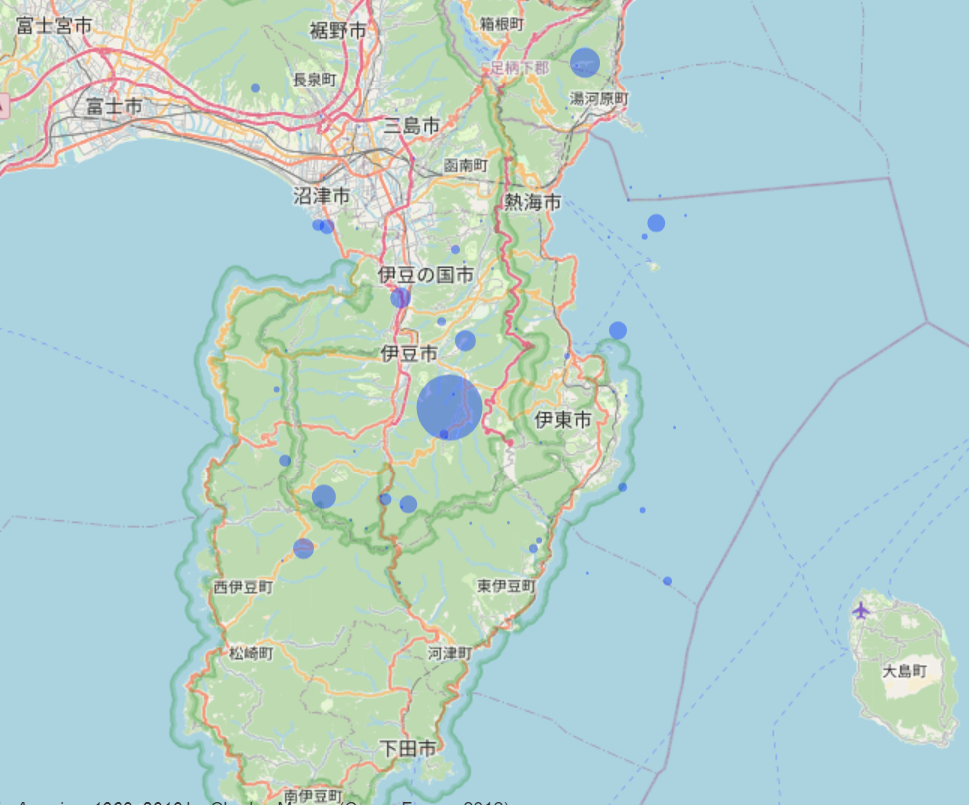 箱根町
富士宮市
裾野市
足柄下郡
長泉町
湯河原町
富士市
三島市
函南町
沼津市
熱海市
伊豆の国市
伊豆市
伊東市
西伊豆町
東伊豆町
松崎町
河津町
大島町
下田市
南伊豆町